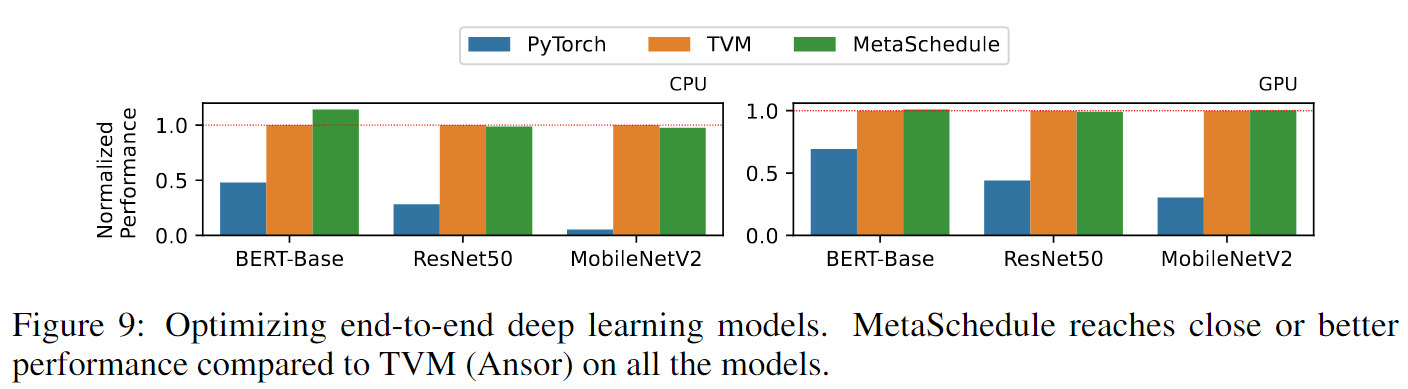 PyTorch TVM MetaSchedule
CPU
Normalized
Performance
1.0
0.5
0.0
BERT-Base ResNet50 MobileNetV2
GPU
1.0
0.5
0.0
BERT-Base ResNet50 MobileNetV2
Figure 9: Optimizing end-to-end deep learning models. MetaSchedule reaches close or better
performance compared to TVM (Ansor) on all the models.